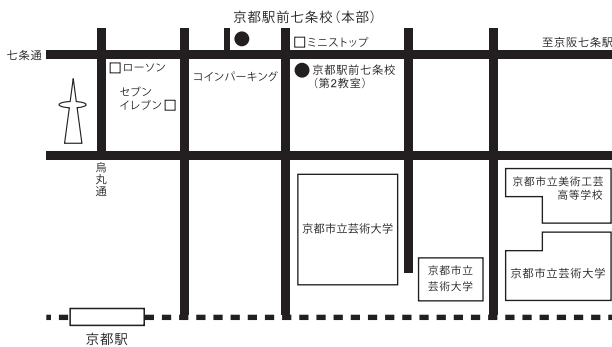 京都駅前七条校(本部)
七条通
ミニストップ
至京阪七条駅
ローソン
コインパーキング
京都駅前七条校
(第2教室)
セブン
イレブン
烏丸通
京都市立美術工芸
高等学校
京都市立芸術大学
京都市立
芸術大学
京都市立芸術大学
京都駅